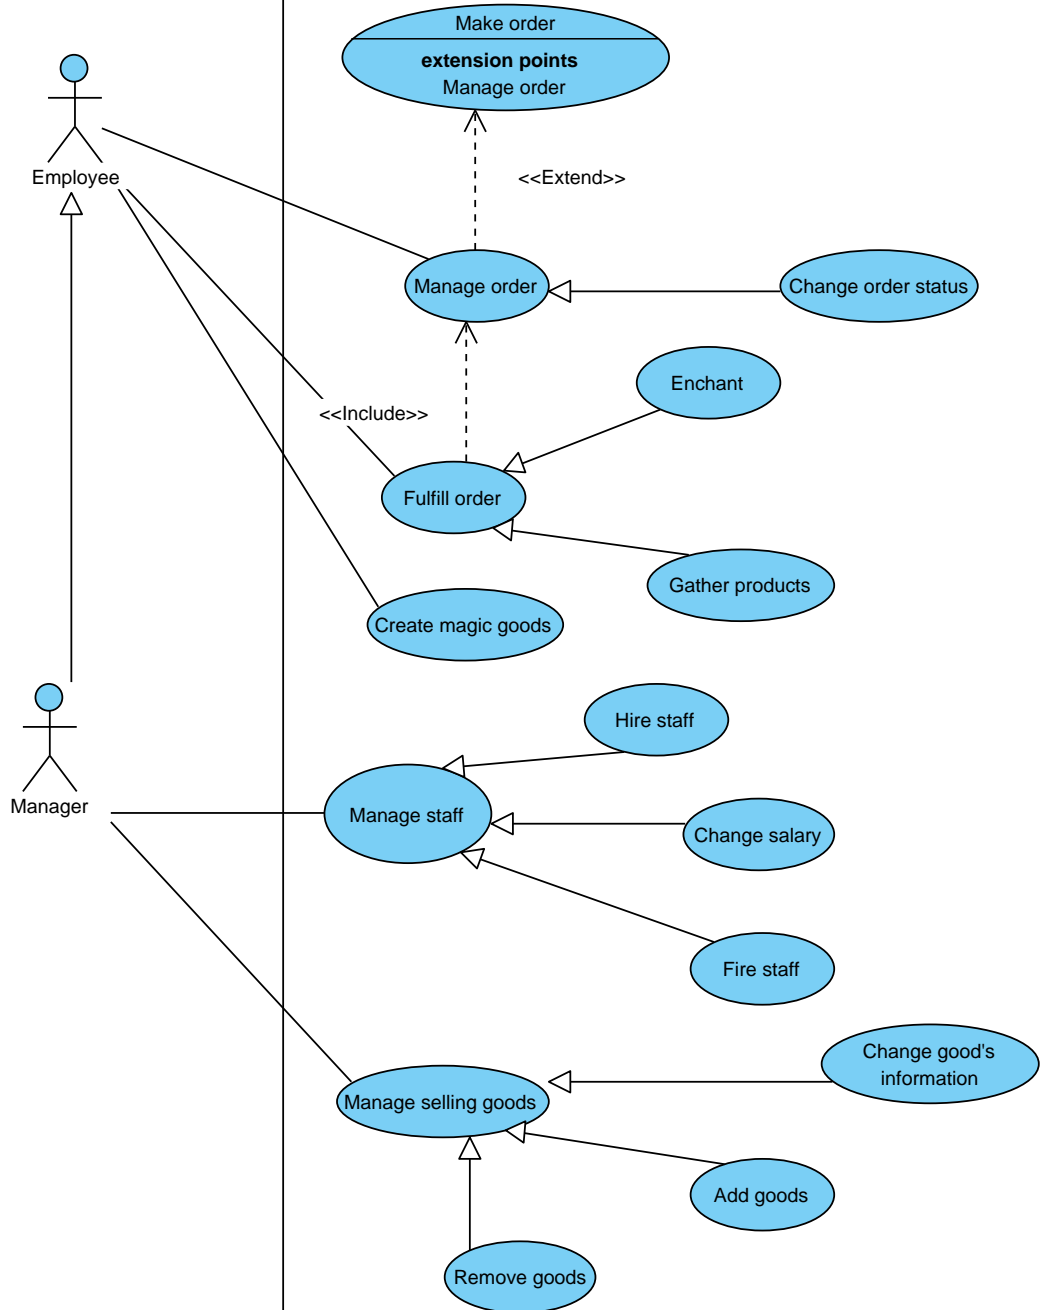 Make order
extension points
Manage order
Employee
<<Extend>>
Manage order
Change order status
Enchant
<<Include>>
Fulfill order
Gather products
Create magic goods
Hire staff
Manager
Manage staff
Change salary
Fire staff
Change good's
information
Manage selling goods
Add goods
Remove goods